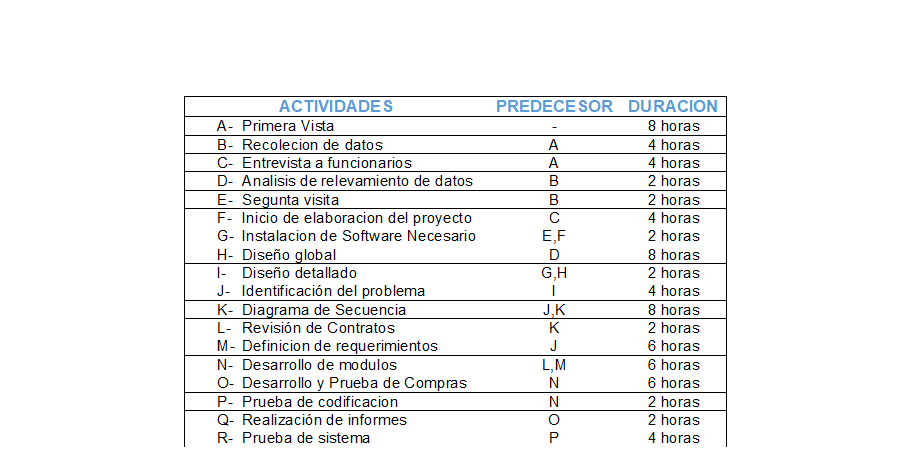 ACTIVIDADES PREDECESOR DURACION
A- Primera Vista - 8 horas
B- Recolecion de datos A 4 horas
C- Entrevista a funcionarios A 4 horas
D- Analisis de relevamiento de datos B 2 horas
E- Segunta visita B 2 horas
F- Inicio de elaboracion del proyecto C 4 horas
G- Instalacion de Software Necesario E,F 2 horas
H- Diseño global D 8 horas
I- Diseño detallado G,H 2 horas
J- Identificación del problema I 4 horas
K- Diagrama de Secuencia J,K 8 horas
L- Revisión de Contratos K 2 horas
M- Definicion de requerimientos J 6 horas
N- Desarrollo de modulos L,M 6 horas
O- Desarrollo y Prueba de Compras N 6 horas
P- Prueba de codificacion N 2 horas
Q- Realización de informes O 2 horas
R- Prueba de sistema P 4 horas